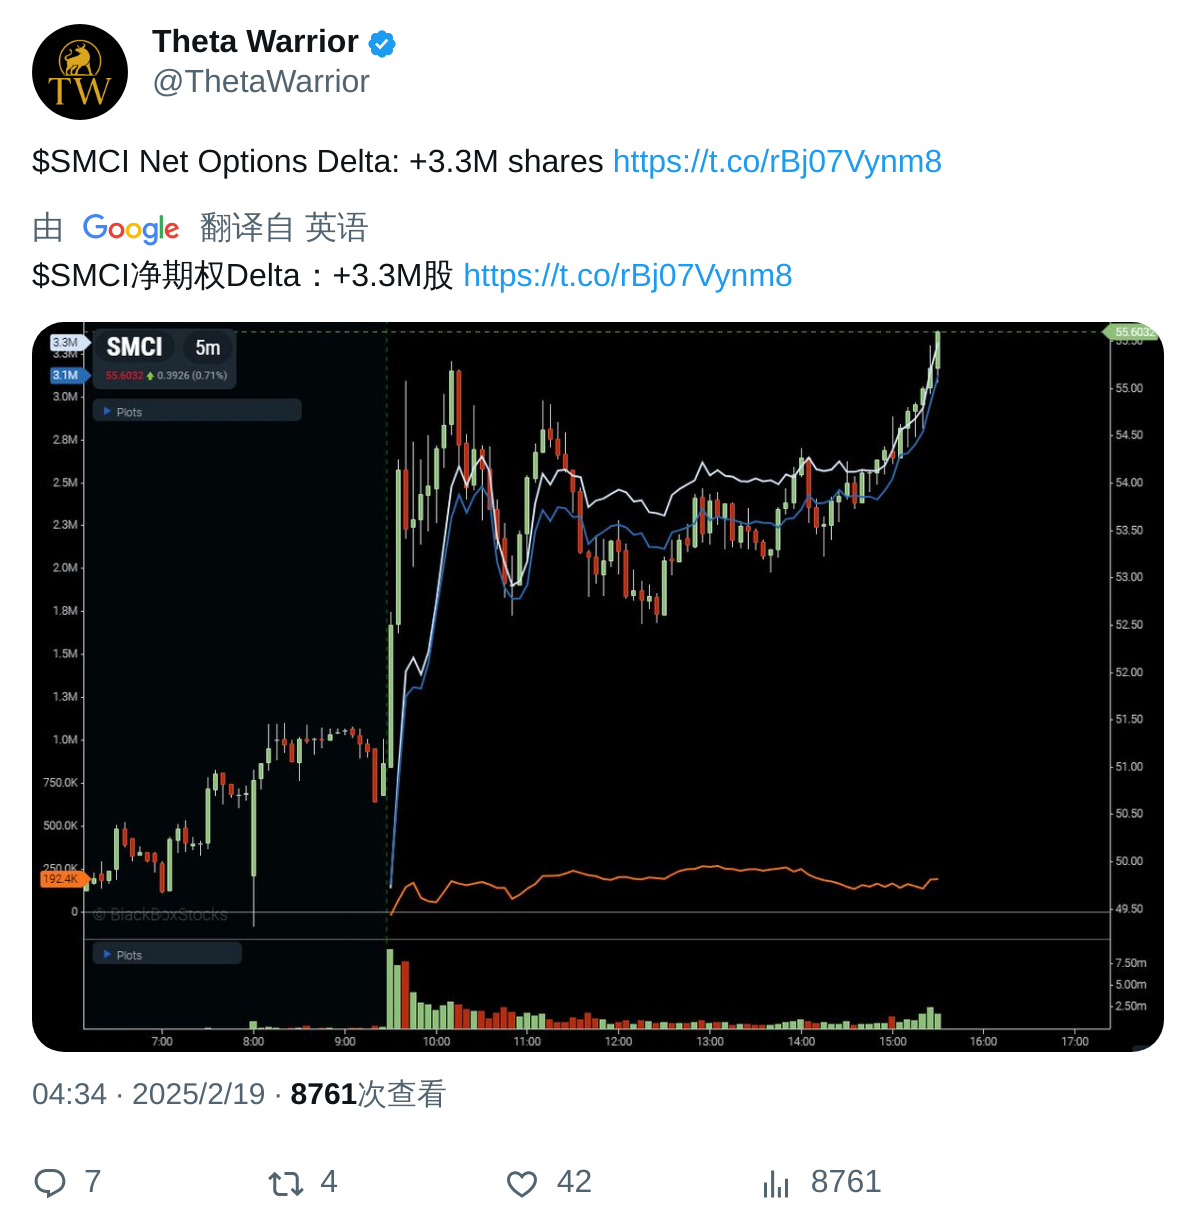 TW
Theta Warrior
@ThetaWarrior
$SMCI Net Options Delta: +3.3M shares https://t.co/rBj07Vynm8
由 Google 翻译自 英语
$SMCI净期权Delta：+3.3M股 https://t.co/rBj07Vynm8
SMCI 5m
55.6032 0.3926 (0.71%)
Plots
3.3M
3.3M
3.1M
3.0M
2.8M
2.5M
2.3M
2.0M
1.8M
1.5M
1.3M
1.0M
750.0K
500.0K
250.0K
192.4K
0
55.6032
55.50
55.00
54.50
54.00
53.50
53.00
52.50
52.00
51.50
51.00
50.50
50.00
49.50
© BlackBoxStocks
Plots
7.50m
5.00m
2.50m
7:00 8:00 9:00 10:00 11:00 12:00 13:00 14:00 15:00 16:00 17:00
04:34 · 2025/2/19 · 8761次查看
7 4 42 8761